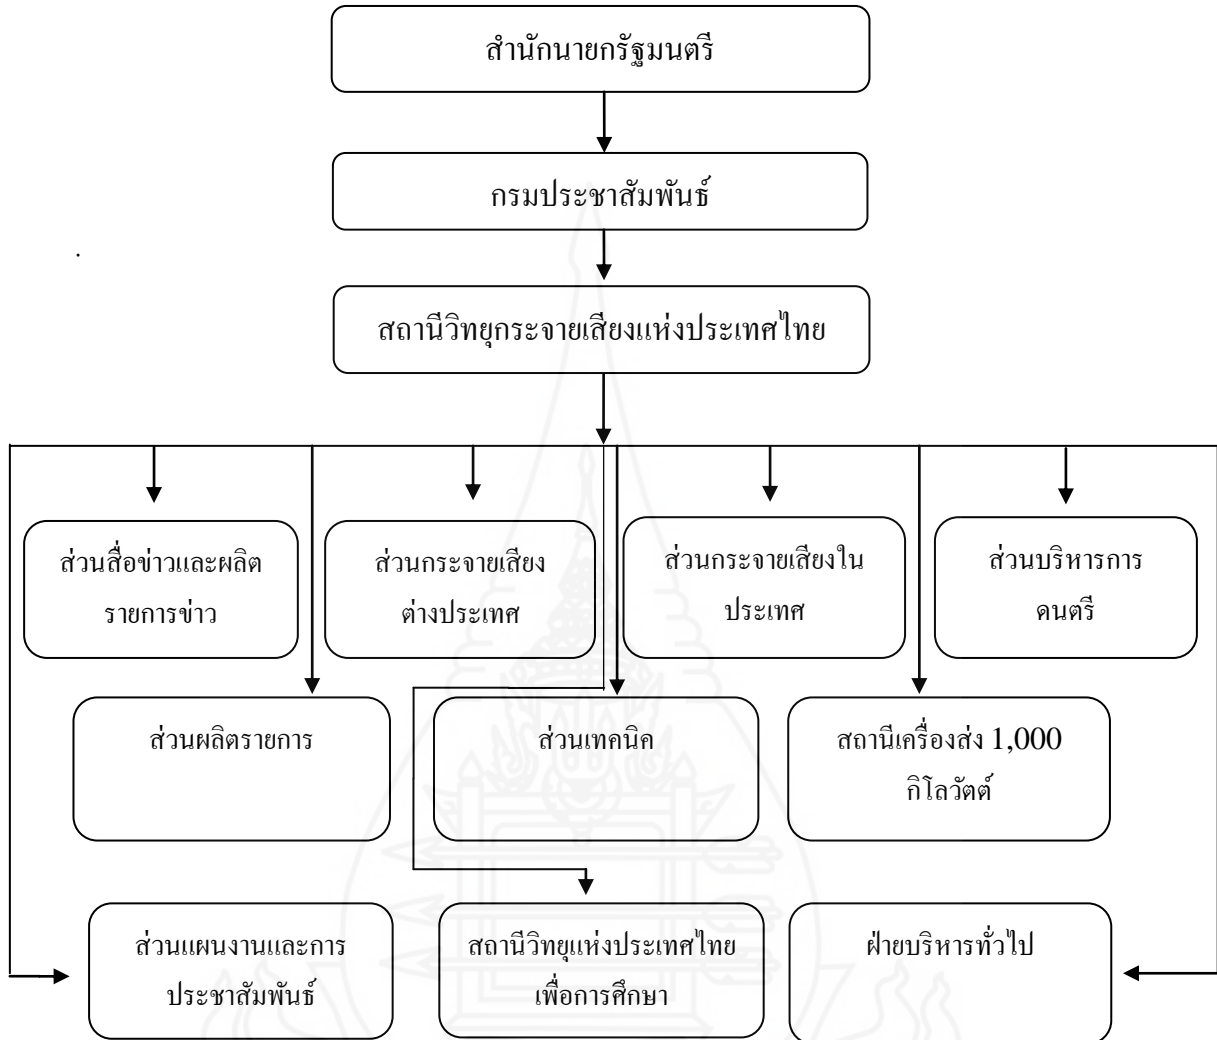 สำนักนายกรัฐมนตรี
กรมประชาสัมพันธ์
สถานีวิทยุกระจายเสียงแห่งประเทศไทย
ส่วนสื่อข่าวและผลิต
รายการข่าว
ส่วนกระจายเสียง
ต่างประเทศ
ส่วนกระจายเสียงใน
ประเทศ
ส่วนบริหารการ
ดนตรี
ส่วนผลิตรายการ
ส่วนเทคนิค
สถานีเครื่องส่ง 1,000
กิโลวัตต์
ส่วนแผนงานและการ
ประชาสัมพันธ์
สถานีวิทยุแห่งประเทศไทย
เพื่อการศึกษา
ฝ่ายบริหารทั่วไป